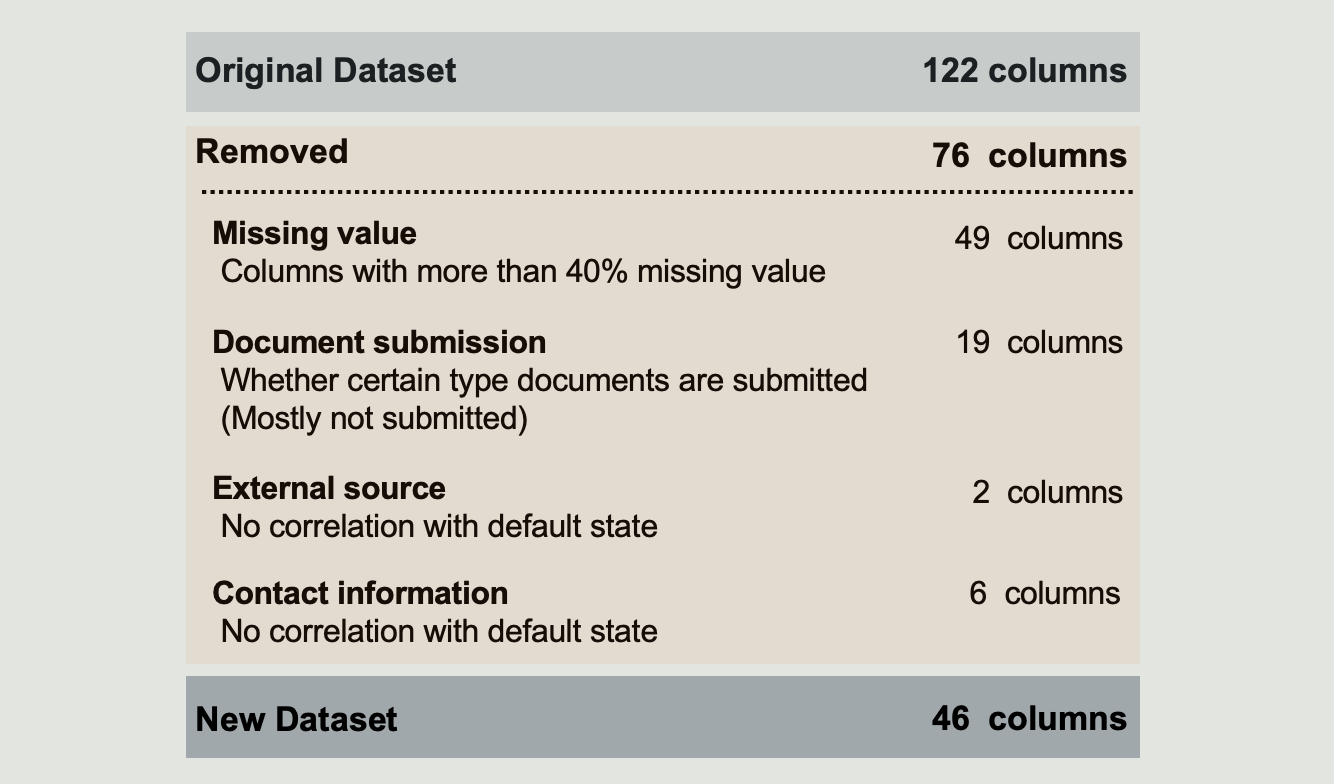 Original Dataset 122 columns
Removed 76 columns
Missing value 49 columns
Columns with more than 40% missing value
Document submission 19 columns
Whether certain type documents are submitted
(Mostly not submitted)
External source 2 columns
No correlation with default state
Contact information 6 columns
No correlation with default state
New Dataset 46 columns